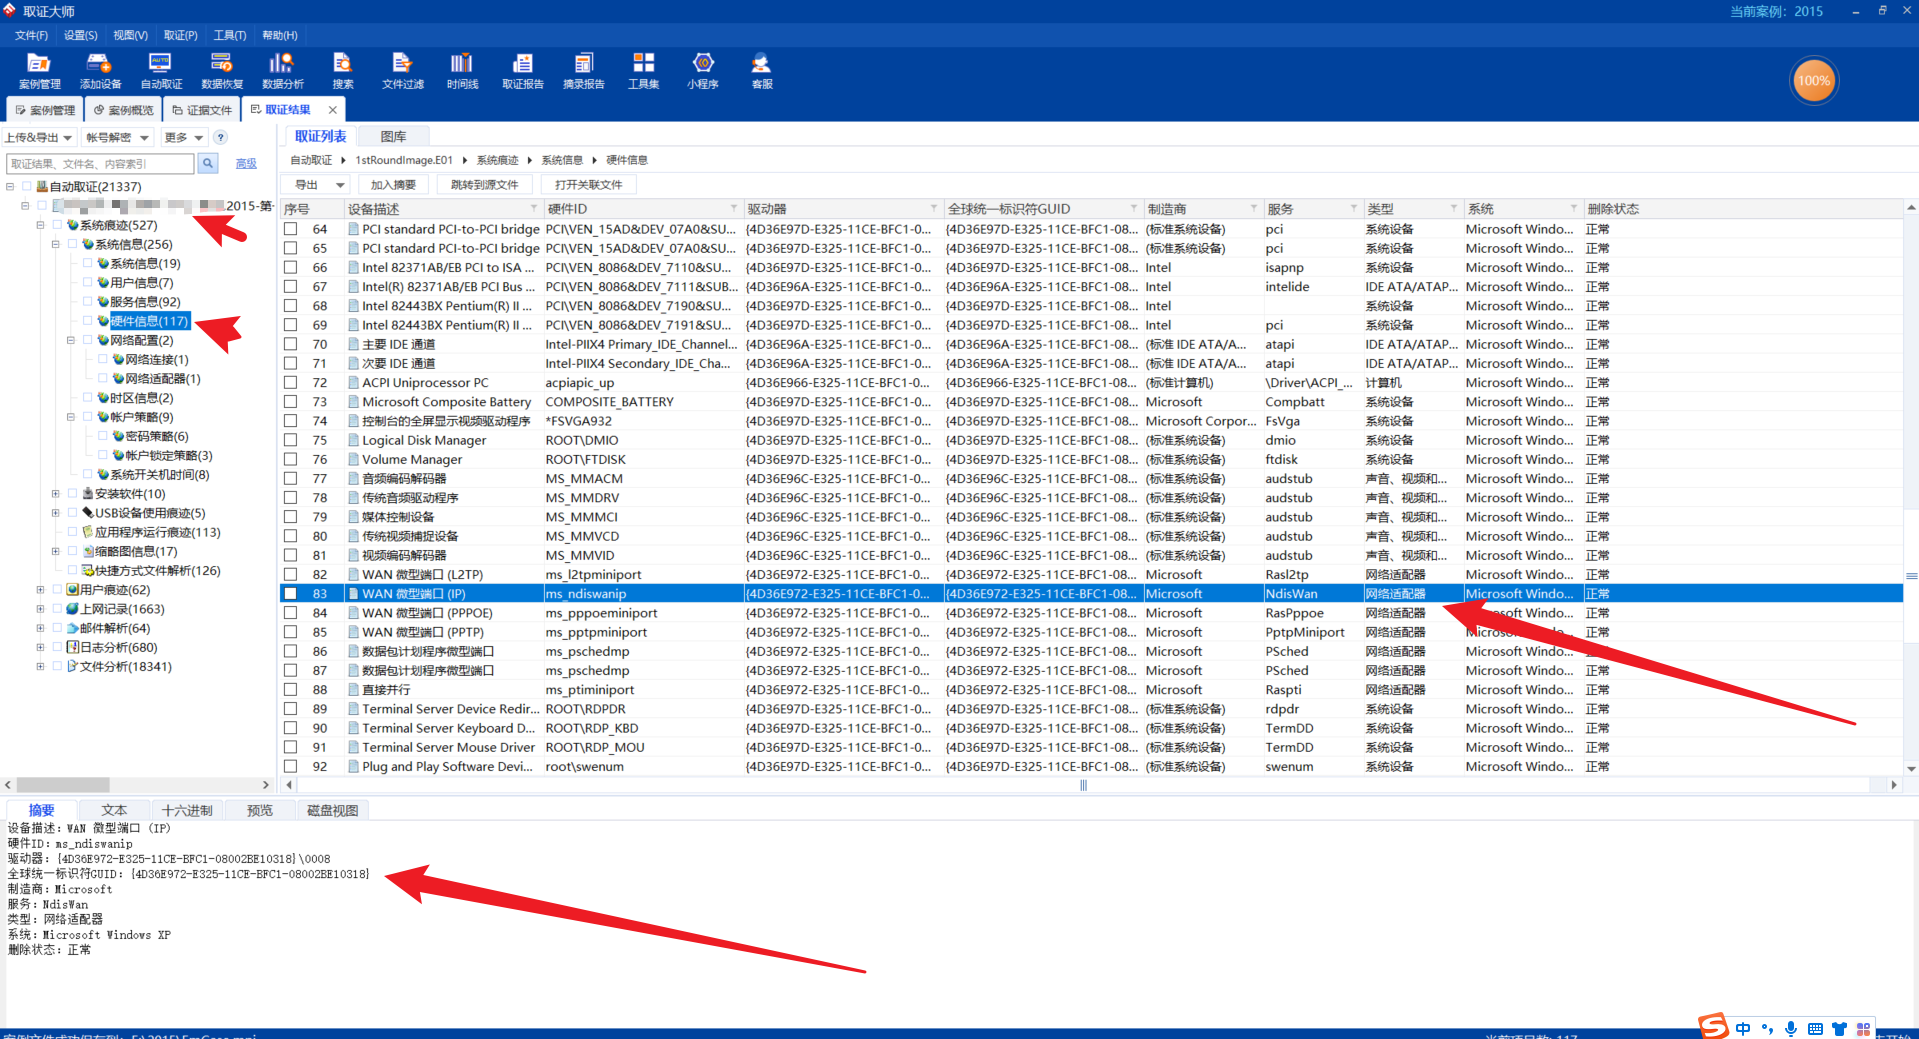 取证大师
当前案例：2015
文件(F) 设置(S) 视图(V) 取证(P) 工具(T) 帮助(H)
案例管理 添加设备 自动取证 数据恢复 数据分析 搜索 文件过滤 时间线 取证报告 摘录报告 工具集 小程序 客服
AUTO
100%
案例管理 案例概览 证据文件 取证结果
上传&导出 帐号解密 更多
取证结果、文件名、内容索引 高级
自动取证(21337)
2015-第
系统痕迹(527)
系统信息(256)
系统信息(19)
用户信息(7)
服务信息(92)
硬件信息(117)
网络配置(2)
网络连接(1)
网络适配器(1)
时区信息(2)
帐户策略(9)
密码策略(6)
帐户锁定策略(3)
系统开关机时间(8)
安装软件(10)
USB设备使用痕迹(5)
应用程序运行痕迹(113)
缩略图信息(17)
快捷方式文件解析(126)
用户痕迹(62)
上网记录(1663)
邮件解析(64)
日志分析(680)
文件分析(18341)
取证列表 图库
自动取证 1stRoundImage.E01 系统痕迹 系统信息 硬件信息
导出 加入摘要 跳转到源文件 打开关联文件
序号 设备描述 硬件ID 驱动器 全球统一标识符GUID 制造商 服务 类型 系统 删除状态
64 PCI standard PCI-to-PCI bridge PCI\VEN_15AD&DEV_07A0&SU... {4D36E97D-E325-11CE-BFC1-0... {4D36E97D-E325-11CE-BFC1-08... (标准系统设备) pci 系统设备 Microsoft Windo... 正常
65 PCI standard PCI-to-PCI bridge PCI\VEN_15AD&DEV_07A0&SU... {4D36E97D-E325-11CE-BFC1-0... {4D36E97D-E325-11CE-BFC1-08... (标准系统设备) pci 系统设备 Microsoft Windo... 正常
66 Intel 82371AB/EB PCI to ISA ... PCI\VEN_8086&DEV_7110&SU... {4D36E97D-E325-11CE-BFC1-0... {4D36E97D-E325-11CE-BFC1-08... Intel isapnp 系统设备 Microsoft Windo... 正常
67 Intel(R) 82371AB/EB PCI Bus ... PCI\VEN_8086&DEV_7111&SUB... {4D36E96A-E325-11CE-BFC1-0... {4D36E96A-E325-11CE-BFC1-08... Intel intelide IDE ATA/ATAP... Microsoft Windo... 正常
68 Intel 82443BX Pentium(R) II ... PCI\VEN_8086&DEV_7190&SU... {4D36E97D-E325-11CE-BFC1-0... {4D36E97D-E325-11CE-BFC1-08... Intel 系统设备 Microsoft Windo... 正常
69 Intel 82443BX Pentium(R) II ... PCI\VEN_8086&DEV_7191&SU... {4D36E97D-E325-11CE-BFC1-0... {4D36E97D-E325-11CE-BFC1-08... Intel pci 系统设备 Microsoft Windo... 正常
70 主要 IDE 通道 Intel-PIIX4 Primary_IDE_Channel... {4D36E96A-E325-11CE-BFC1-0... {4D36E96A-E325-11CE-BFC1-08... (标准 IDE ATA/A... atapi IDE ATA/ATAP... Microsoft Windo... 正常
71 次要 IDE 通道 Intel-PIIX4 Secondary_IDE_Cha... {4D36E96A-E325-11CE-BFC1-0... {4D36E96A-E325-11CE-BFC1-08... (标准 IDE ATA/A... atapi IDE ATA/ATAP... Microsoft Windo... 正常
72 ACPI Uniprocessor PC acpiapic_up {4D36E966-E325-11CE-BFC1-0... {4D36E966-E325-11CE-BFC1-08... (标准计算机) \Driver\ACPI_... 计算机 Microsoft Windo... 正常
73 Microsoft Composite Battery COMPOSITE_BATTERY {4D36E97D-E325-11CE-BFC1-0... {4D36E97D-E325-11CE-BFC1-08... Microsoft Compbatt 系统设备 Microsoft Windo... 正常
74 控制台的全屏显示视频驱动程序 *FSVGA932 {4D36E97D-E325-11CE-BFC1-0... {4D36E97D-E325-11CE-BFC1-08... Microsoft Corpor... FsVga 系统设备 Microsoft Windo... 正常
75 Logical Disk Manager ROOT\DMIO {4D36E97D-E325-11CE-BFC1-0... {4D36E97D-E325-11CE-BFC1-08... (标准系统设备) dmio 系统设备 Microsoft Windo... 正常
76 Volume Manager ROOT\FTDISK {4D36E97D-E325-11CE-BFC1-0... {4D36E97D-E325-11CE-BFC1-08... (标准系统设备) ftdisk 系统设备 Microsoft Windo... 正常
77 音频编码解码器 MS_MMACM {4D36E96C-E325-11CE-BFC1-0... {4D36E96C-E325-11CE-BFC1-08... (标准系统设备) audstub 声音、视频和... Microsoft Windo... 正常
78 传统音频驱动程序 MS_MMDRV {4D36E96C-E325-11CE-BFC1-0... {4D36E96C-E325-11CE-BFC1-08... (标准系统设备) audstub 声音、视频和... Microsoft Windo... 正常
79 媒体控制设备 MS_MMMCI {4D36E96C-E325-11CE-BFC1-0... {4D36E96C-E325-11CE-BFC1-08... (标准系统设备) audstub 声音、视频和... Microsoft Windo... 正常
80 传统视频捕捉设备 MS_MMVCD {4D36E96C-E325-11CE-BFC1-0... {4D36E96C-E325-11CE-BFC1-08... (标准系统设备) audstub 声音、视频和... Microsoft Windo... 正常
81 视频编码解码器 MS_MMVID {4D36E96C-E325-11CE-BFC1-0... {4D36E96C-E325-11CE-BFC1-08... (标准系统设备) audstub 声音、视频和... Microsoft Windo... 正常
82 WAN 微型端口 (L2TP) ms_l2tpminiport {4D36E972-E325-11CE-BFC1-0... {4D36E972-E325-11CE-BFC1-08... Microsoft Rasl2tp 网络适配器 Microsoft Windo... 正常
83 WAN 微型端口 (IP) ms_ndiswanip {4D36E972-E325-11CE-BFC1-0... {4D36E972-E325-11CE-BFC1-08... Microsoft NdisWan 网络适配器 Microsoft Windo... 正常
84 WAN 微型端口 (PPPOE) ms_pppoeminiport {4D36E972-E325-11CE-BFC1-0... {4D36E972-E325-11CE-BFC1-08... Microsoft RasPppoe 网络适配器 Microsoft Windo... 正常
85 WAN 微型端口 (PPTP) ms_pptpminiport {4D36E972-E325-11CE-BFC1-0... {4D36E972-E325-11CE-BFC1-08... Microsoft PptpMiniport 网络适配器 Microsoft Windo... 正常
86 数据包计划程序微型端口 ms_pschedmp {4D36E972-E325-11CE-BFC1-0... {4D36E972-E325-11CE-BFC1-08... Microsoft PSched 网络适配器 Microsoft Windo... 正常
87 数据包计划程序微型端口 ms_pschedmp {4D36E972-E325-11CE-BFC1-0... {4D36E972-E325-11CE-BFC1-08... Microsoft PSched 网络适配器 Microsoft Windo... 正常
88 直接并行 ms_ptiminiport {4D36E972-E325-11CE-BFC1-0... {4D36E972-E325-11CE-BFC1-08... Microsoft Raspti 网络适配器 Microsoft Windo... 正常
89 Terminal Server Device Redir... ROOT\RDPDR {4D36E97D-E325-11CE-BFC1-0... {4D36E97D-E325-11CE-BFC1-08... (标准系统设备) rdpdr 系统设备 Microsoft Windo... 正常
90 Terminal Server Keyboard D... ROOT\RDP_KBD {4D36E97D-E325-11CE-BFC1-0... {4D36E97D-E325-11CE-BFC1-08... (标准系统设备) TermDD 系统设备 Microsoft Windo... 正常
91 Terminal Server Mouse Driver ROOT\RDP_MOU {4D36E97D-E325-11CE-BFC1-0... {4D36E97D-E325-11CE-BFC1-08... (标准系统设备) TermDD 系统设备 Microsoft Windo... 正常
92 Plug and Play Software Devi... root\swenum {4D36E97D-E325-11CE-BFC1-0... {4D36E97D-E325-11CE-BFC1-08... (标准系统设备) swenum 系统设备 Microsoft Windo... 正常
摘要 文本 十六进制 预览 磁盘视图
设备描述：WAN 微型端口 (IP)
硬件ID：ms_ndiswanip
驱动器：{4D36E972-E325-11CE-BFC1-08002BE10318}\0008
全球统一标识符GUID：{4D36E972-E325-11CE-BFC1-08002BE10318}
制造商：Microsoft
服务：NdisWan
类型：网络适配器
系统：Microsoft Windows XP
删除状态：正常
中